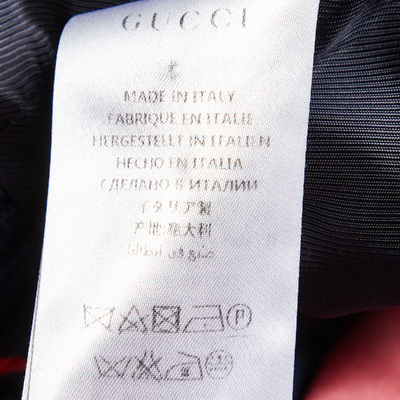 GUCCI
MADE IN ITALY
FABRIQUE EN ITALIE
HERGESTELLT IN ITALIEN
HECHO EN ITALIA
СДЕЛАНО В ИТАЛИИ
イタリア製
产地:意大利
صنع في إيطاليا
P